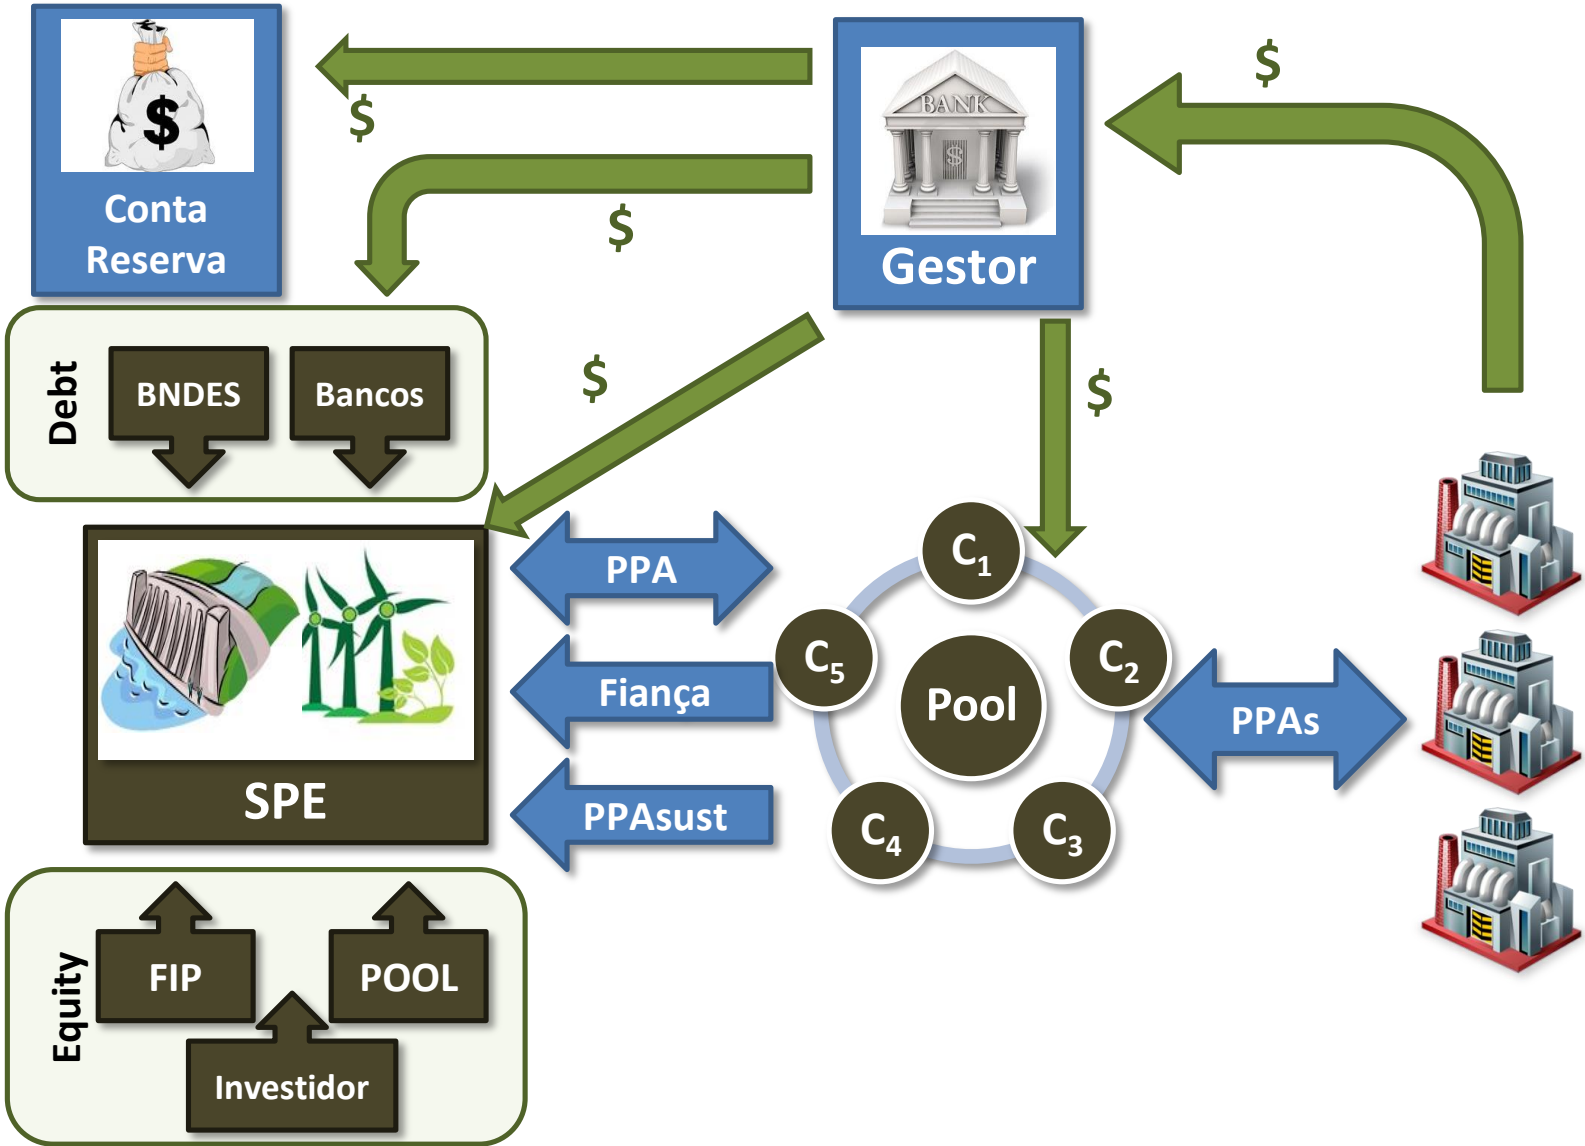 $
BANK
$
$
$
Conta
Reserva
$
Gestor
Debt
BNDES
Bancos
$
$
SPE
PPA
Fiança
PPAsust
C1
C2
C3
C4
C5
Pool
PPAs
Equity
FIP
POOL
Investidor